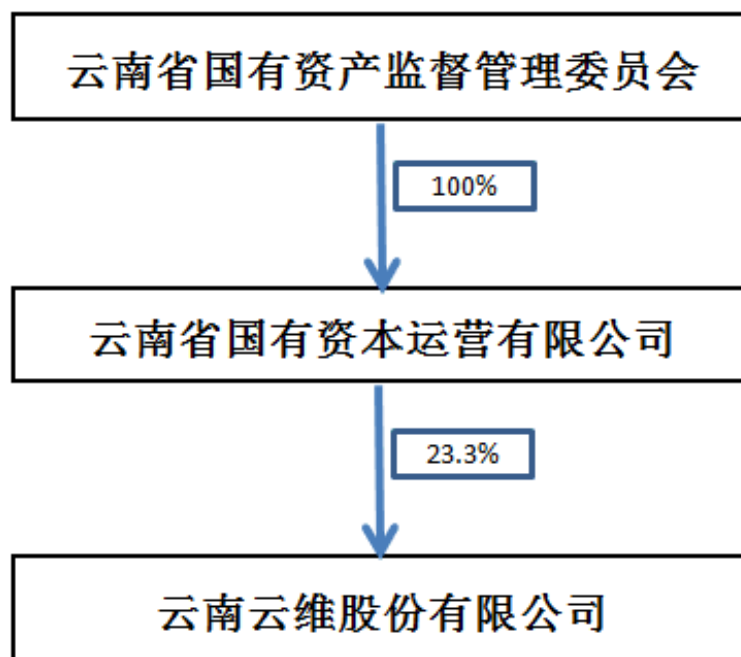 云南省国有资产监督管理委员会
100%
云南省国有资本运营有限公司
23.3%
云南云维股份有限公司